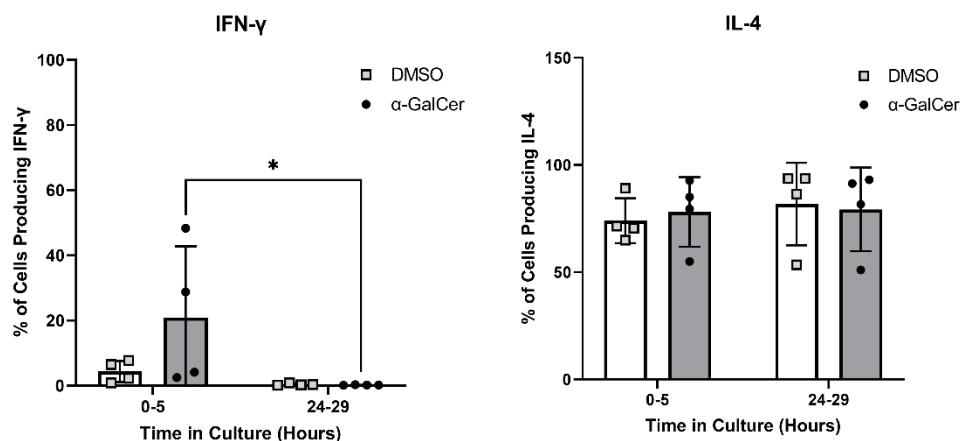 IFN-γ
% of Cells Producing IFN-γ
100
80
60
40
20
0
DMSO
α-GalCer
*
0-5
24-29
Time in Culture (Hours)
IL-4
% of Cells Producing IL-4
150
100
50
0
DMSO
α-GalCer
0-5
24-29
Time in Culture (Hours)